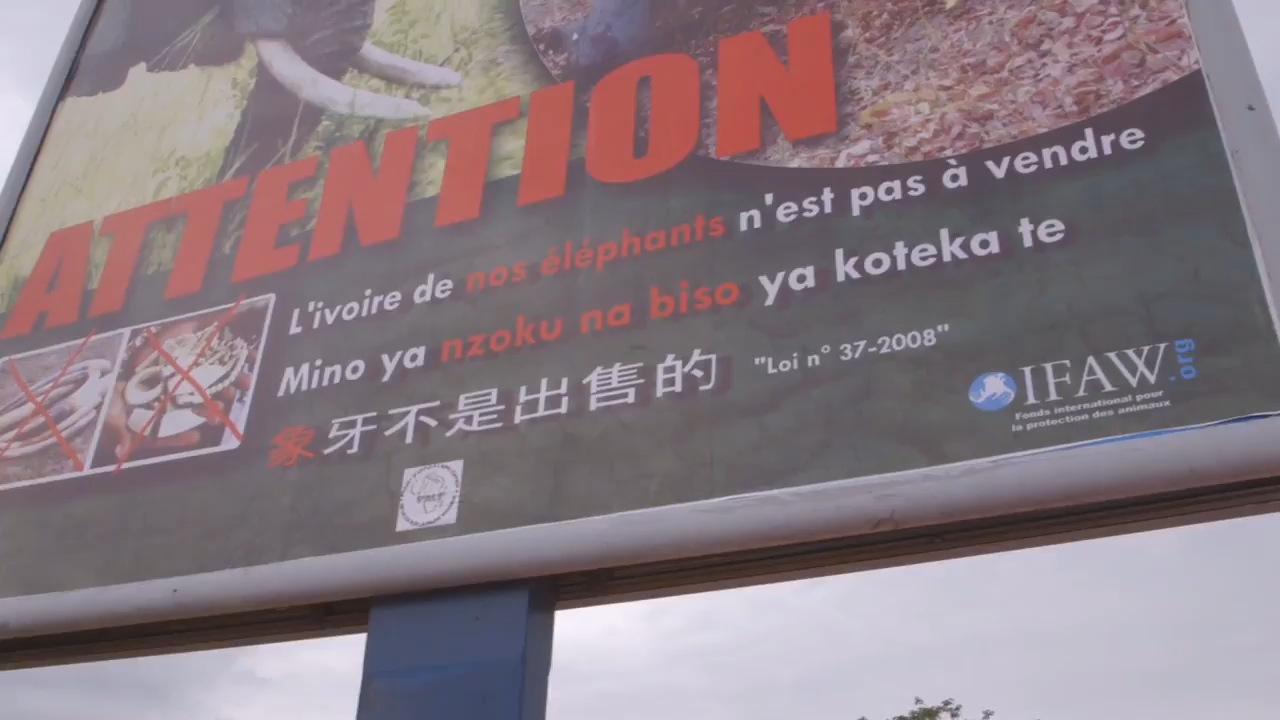 ATTENTION
L'ivoire de nos éléphants n'est pas à vendre
Mino ya nzoku na biso ya koteka te
象牙不是出售的 "Loi n° 37-2008"
IFAW.org
Fonds international pour
la protection des animaux